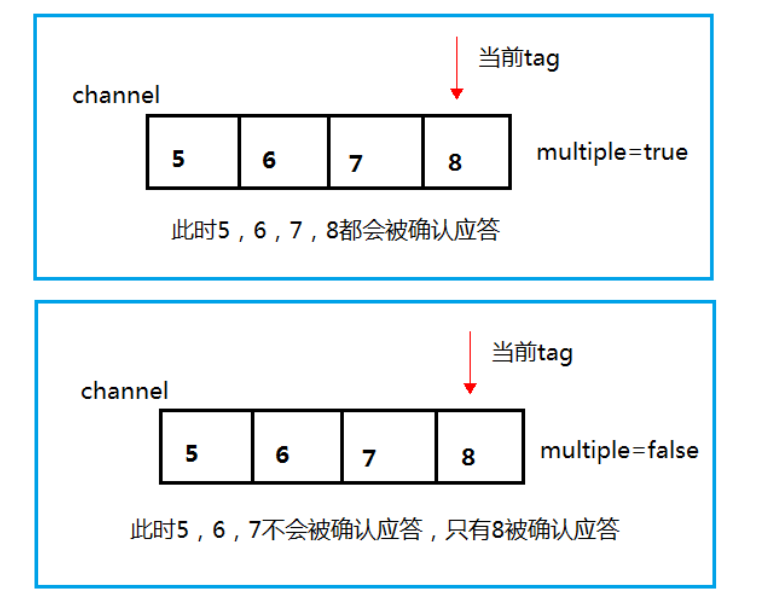 当前tag
channel
5 6 7 8 multiple=true
此时5，6，7，8都会被确认应答
当前tag
channel
5 6 7 8 multiple=false
此时5，6，7不会被确认应答，只有8被确认应答